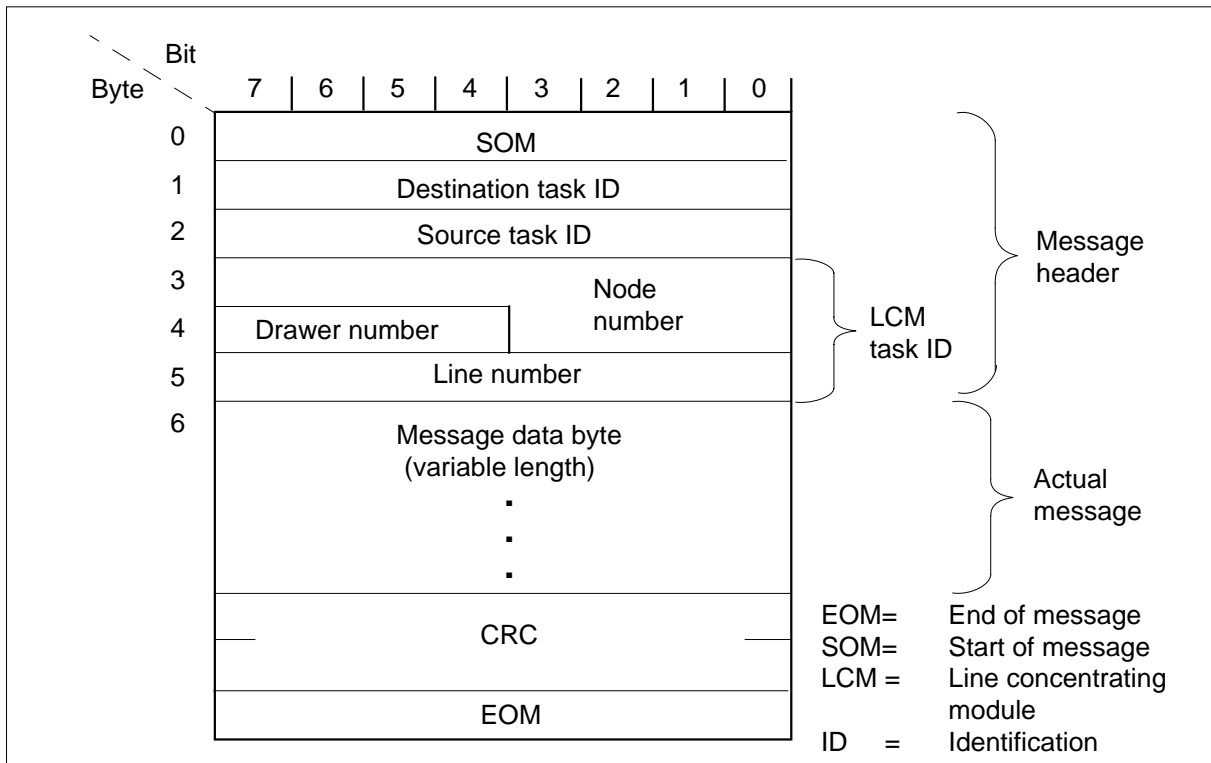 Bit
Byte
7 6 5 4 3 2 1 0
0
SOM
1
Destination task ID
2
Source task ID
3
Node
number
4
Drawer number
5
Line number
6
Message data byte
(variable length)
.
.
.
CRC
EOM
Message
header
LCM
task ID
Actual
message
EOM= End of message
SOM= Start of message
LCM = Line concentrating
module
ID = Identification